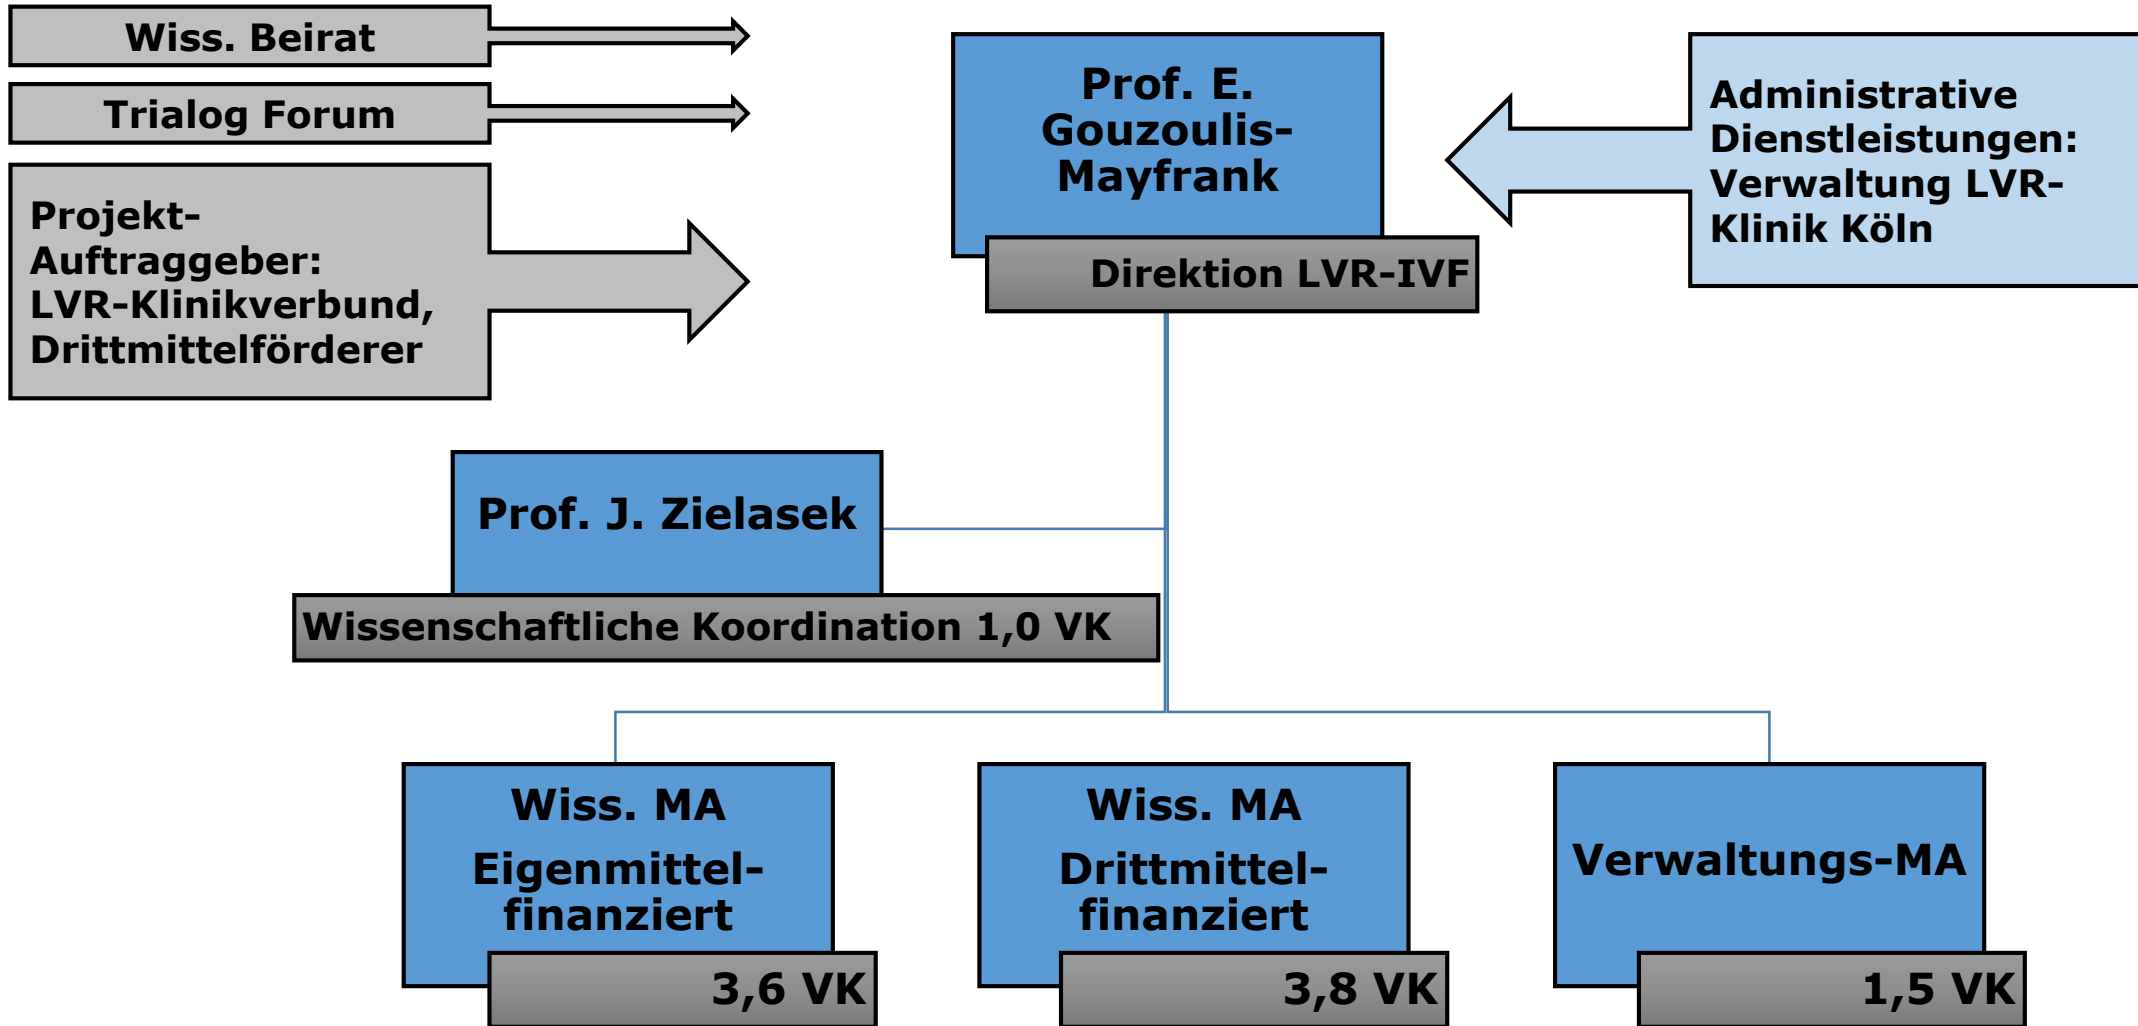 Wiss. Beirat
Trialog Forum
Projekt-
Auftraggeber:
LVR-Klinikverbund,
Drittmittelförderer
Prof. E.
Gouzoulis-
Mayfrank
Direktion LVR-IVF
Administrative
Dienstleistungen:
Verwaltung LVR-
Klinik Köln
Prof. J. Zielasek
Wissenschaftliche Koordination 1,0 VK
Wiss. MA
Eigenmittel-
finanziert
3,6 VK
Wiss. MA
Drittmittel-
finanziert
3,8 VK
Verwaltungs-MA
1,5 VK